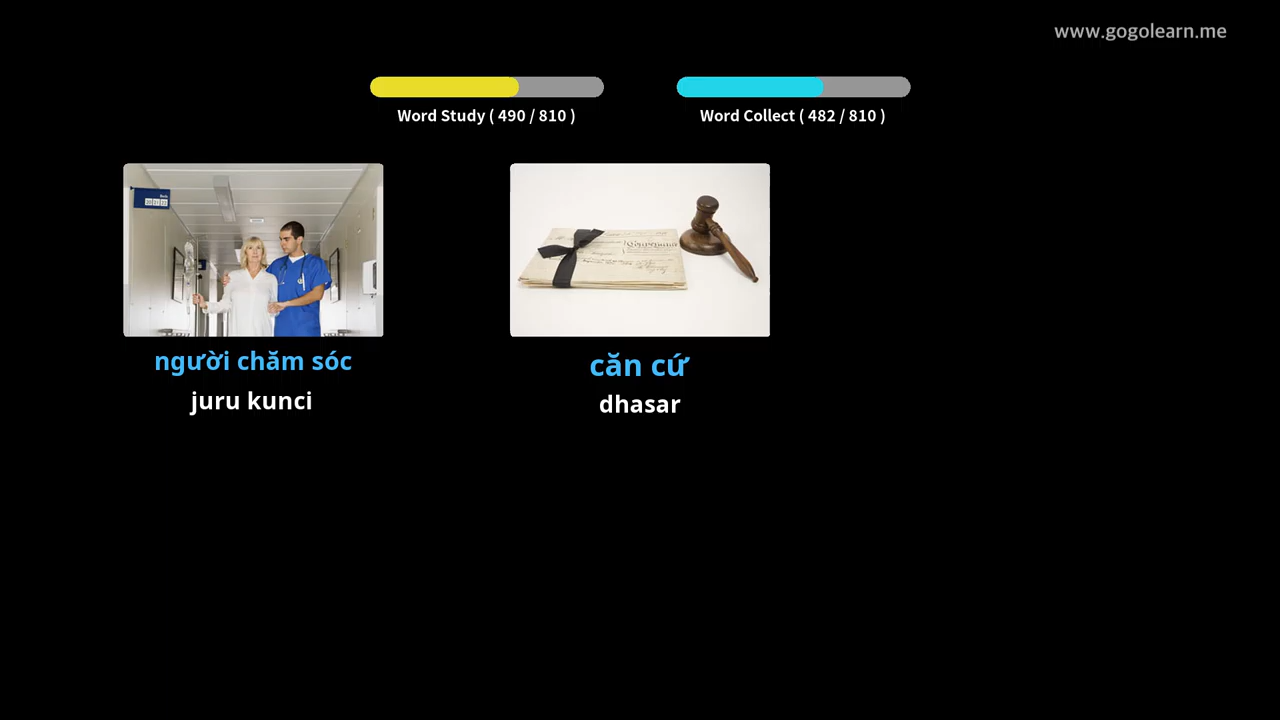 www.gogolearn.me
Word Study ( 490 / 810 )
Word Collect ( 482 / 810 )
người chăm sóc
juru kunci
căn cứ
dhasar